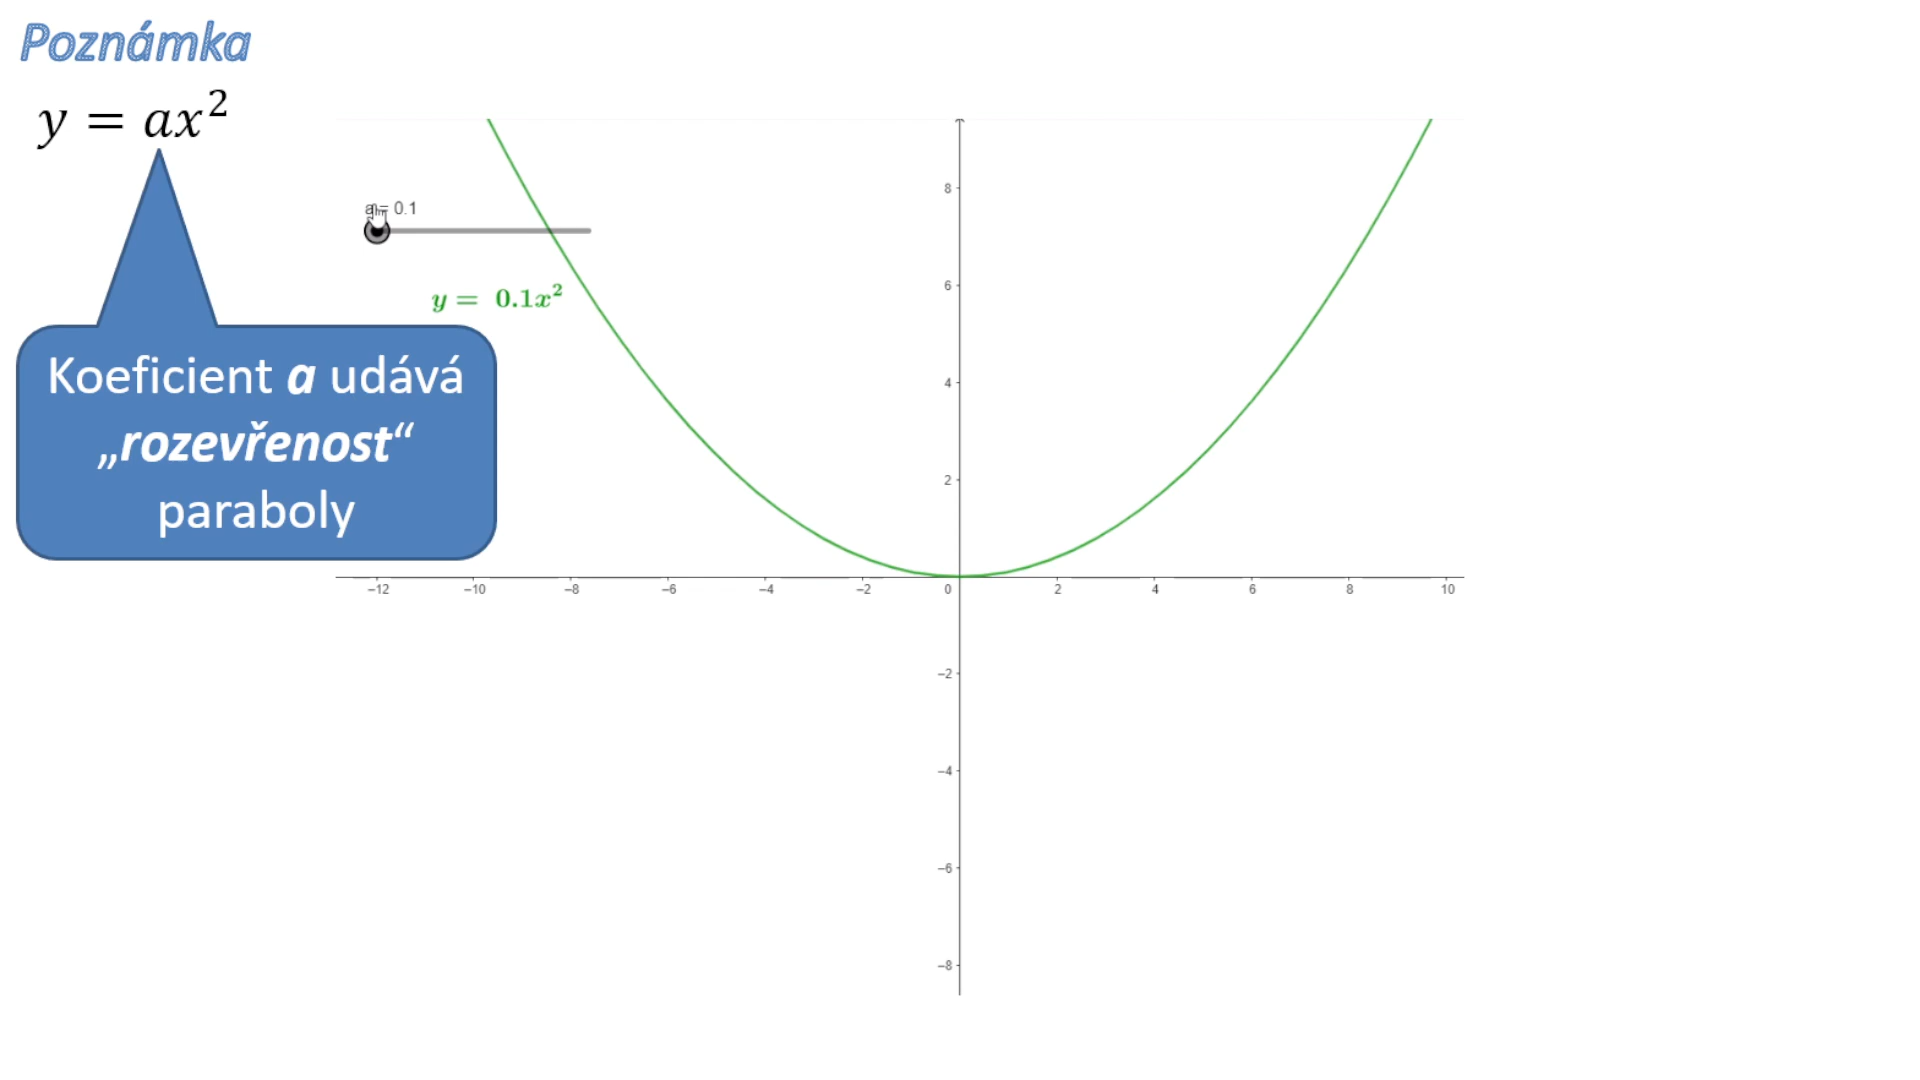 Poznámka
y = ax²
a = 0.1
y = 0.1x²
Koeficient a udává
„rozevřenost“
paraboly
8
6
4
2
−12 −10 −8 −6 −4 −2 0 2 4 6 8 10
−2
−4
−6
−8